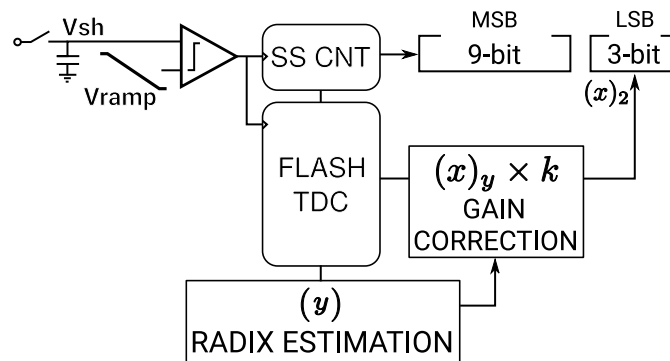 Vsh
Vramp
SS CNT
MSB
9-bit
LSB
3-bit
(x)₂
FLASH
TDC
(x)y × k
GAIN
CORRECTION
(y)
RADIX ESTIMATION